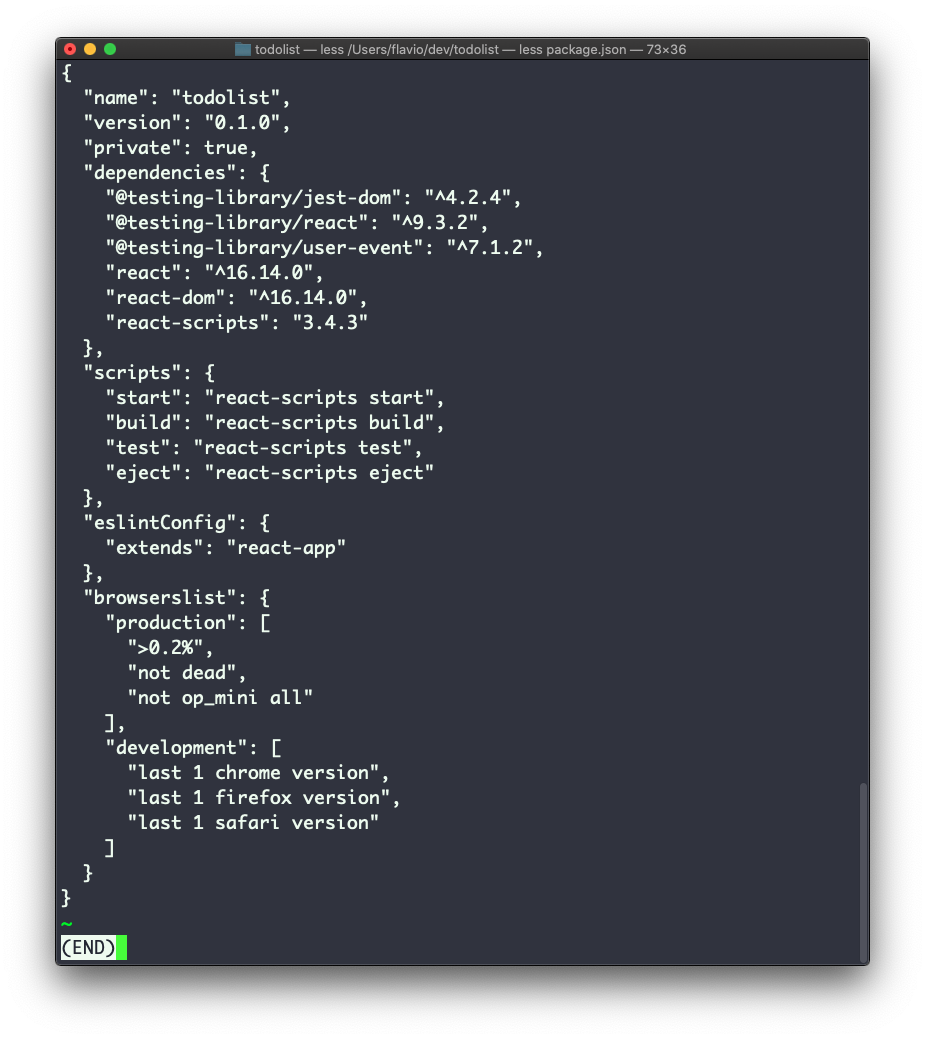 todolist — less /Users/flavio/dev/todolist — less package.json — 73×36
{
  "name": "todolist",
  "version": "0.1.0",
  "private": true,
  "dependencies": {
    "@testing-library/jest-dom": "^4.2.4",
    "@testing-library/react": "^9.3.2",
    "@testing-library/user-event": "^7.1.2",
    "react": "^16.14.0",
    "react-dom": "^16.14.0",
    "react-scripts": "3.4.3"
  },
  "scripts": {
    "start": "react-scripts start",
    "build": "react-scripts build",
    "test": "react-scripts test",
    "eject": "react-scripts eject"
  },
  "eslintConfig": {
    "extends": "react-app"
  },
  "browserslist": {
    "production": [
      ">0.2%",
      "not dead",
      "not op_mini all"
    ],
    "development": [
      "last 1 chrome version",
      "last 1 firefox version",
      "last 1 safari version"
    ]
  }
}
~
(END)